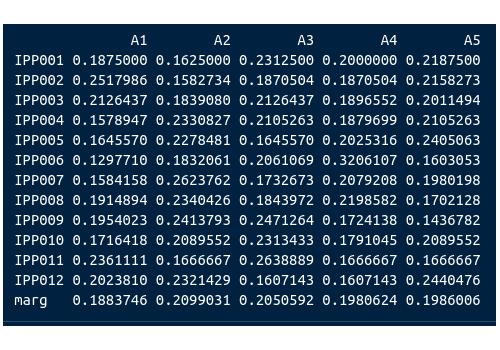 A1 A2 A3 A4 A5
IPP001 0.1875000 0.1625000 0.2312500 0.2000000 0.2187500
IPP002 0.2517986 0.1582734 0.1870504 0.1870504 0.2158273
IPP003 0.2126437 0.1839080 0.2126437 0.1896552 0.2011494
IPP004 0.1578947 0.2330827 0.2105263 0.1879699 0.2105263
IPP005 0.1645570 0.2278481 0.1645570 0.2025316 0.2405063
IPP006 0.1297710 0.1832061 0.2061069 0.3206107 0.1603053
IPP007 0.1584158 0.2623762 0.1732673 0.2079208 0.1980198
IPP008 0.1914894 0.2340426 0.1843972 0.2198582 0.1702128
IPP009 0.1954023 0.2413793 0.2471264 0.1724138 0.1436782
IPP010 0.1716418 0.2089552 0.2313433 0.1791045 0.2089552
IPP011 0.2361111 0.1666667 0.2638889 0.1666667 0.1666667
IPP012 0.2023810 0.2321429 0.1607143 0.1607143 0.2440476
marg 0.1883746 0.2099031 0.2050592 0.1980624 0.1986006